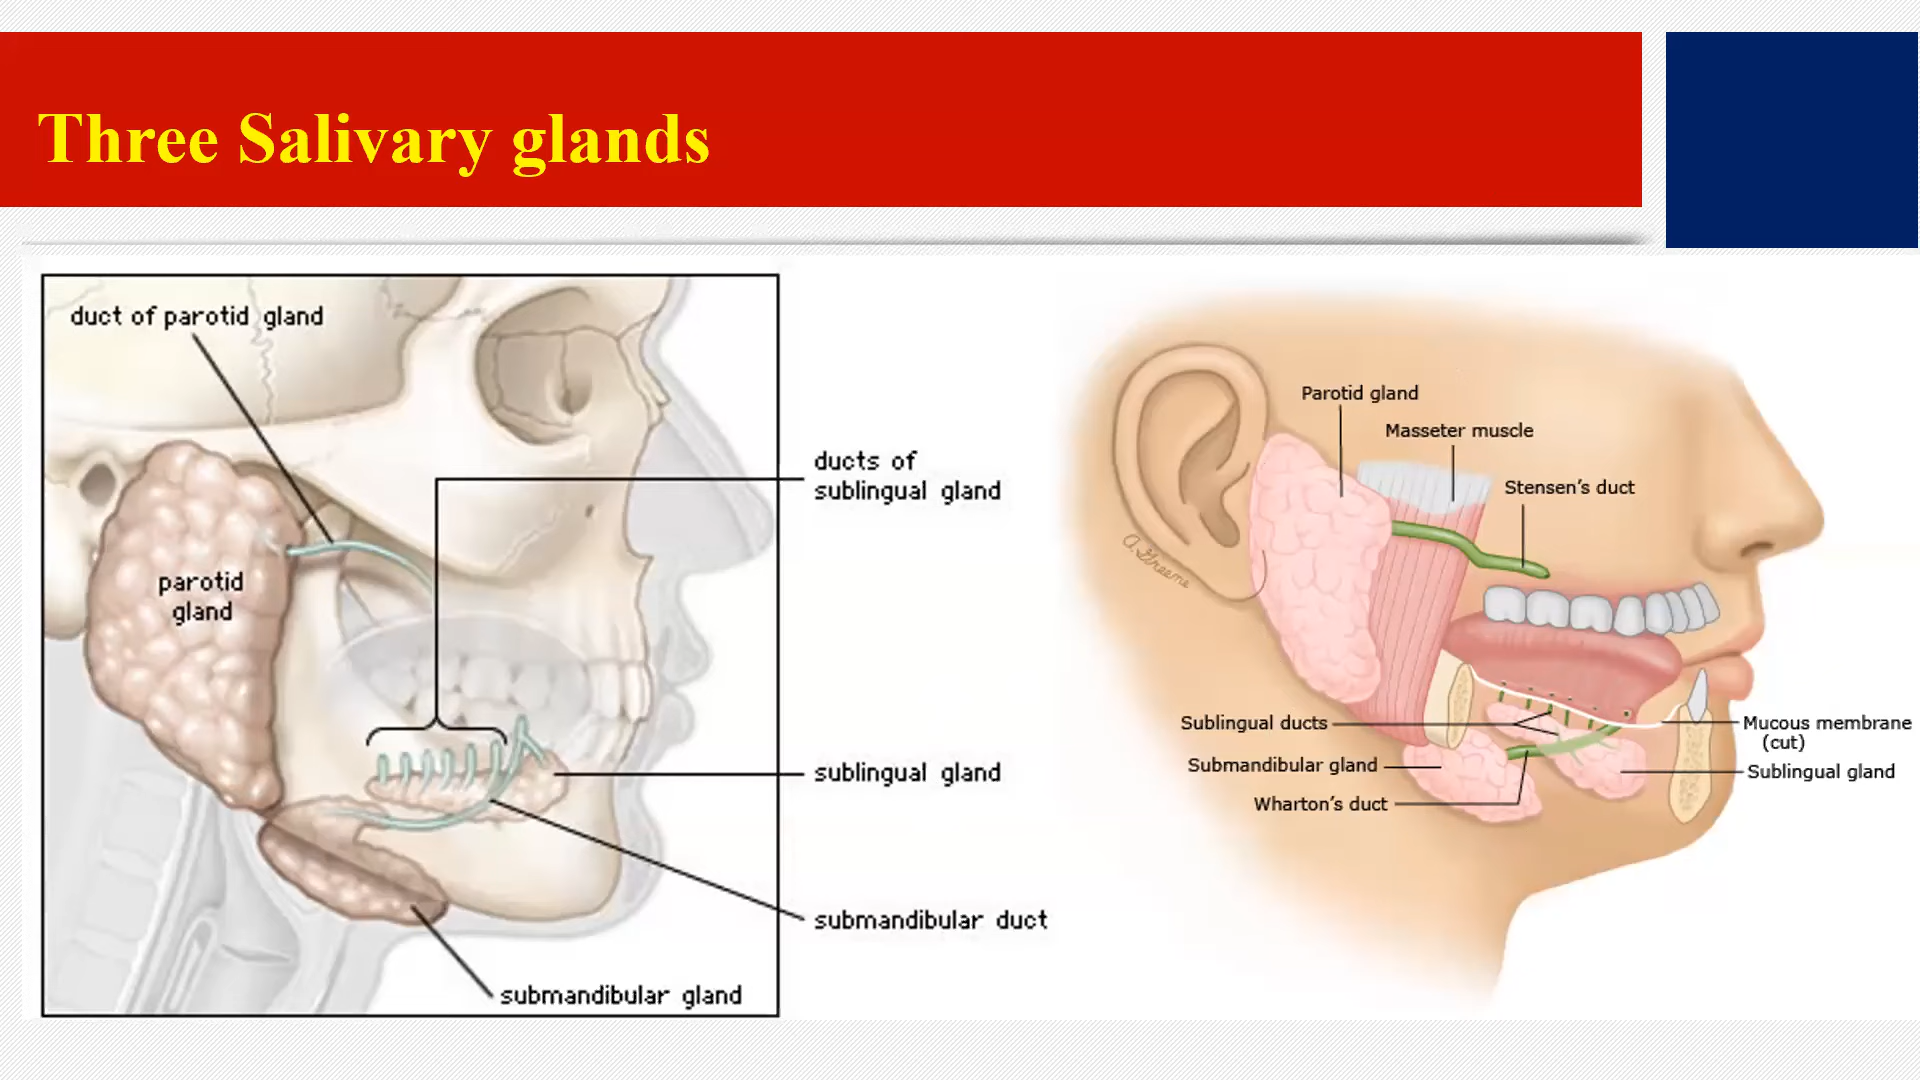 Three Salivary glands
duct of parotid gland
parotid
gland
ducts of
sublingual gland
sublingual gland
submandibular duct
submandibular gland
Parotid gland
Masseter muscle
Stensen's duct
A.Greene
Sublingual ducts
Submandibular gland
Wharton's duct
Mucous membrane
(cut)
Sublingual gland